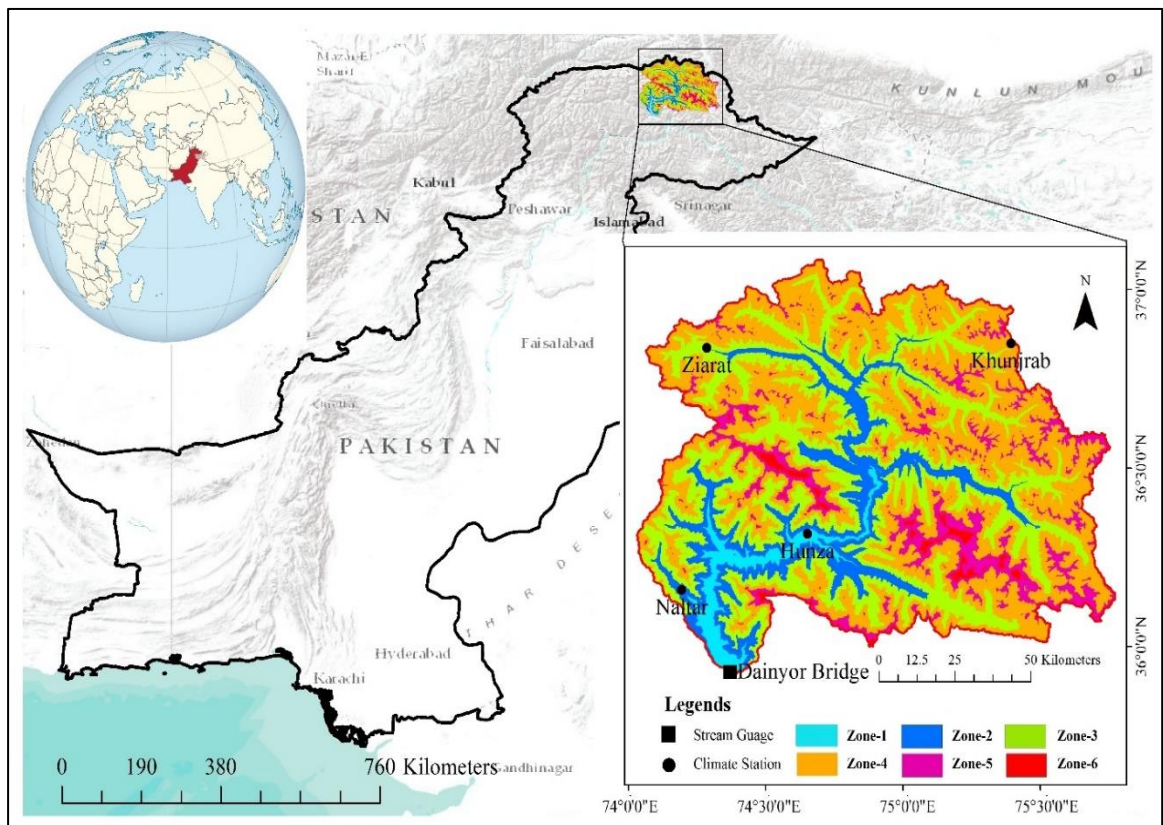 Mazar-E
Sharif
KUNLUN MOU
Kabul
Peshawar
Srinagar
Islamabad
STAN
Faisalabad
Quetta
PAKISTAN
Zahedan
THAR DESE
Hyderabad
Karachi
Gandhinagar
0 190 380 760 Kilometers
N
37°0'0"N
Ziarat
Khunjrab
36°30'0"N
Hunza
Naltar
36°0'0"N
Dainyor Bridge
0 12.5 25 50 Kilometers
Legends
Stream Guage
Zone-1
Zone-2
Zone-3
Climate Station
Zone-4
Zone-5
Zone-6
74°0'0"E
74°30'0"E
75°0'0"E
75°30'0"E